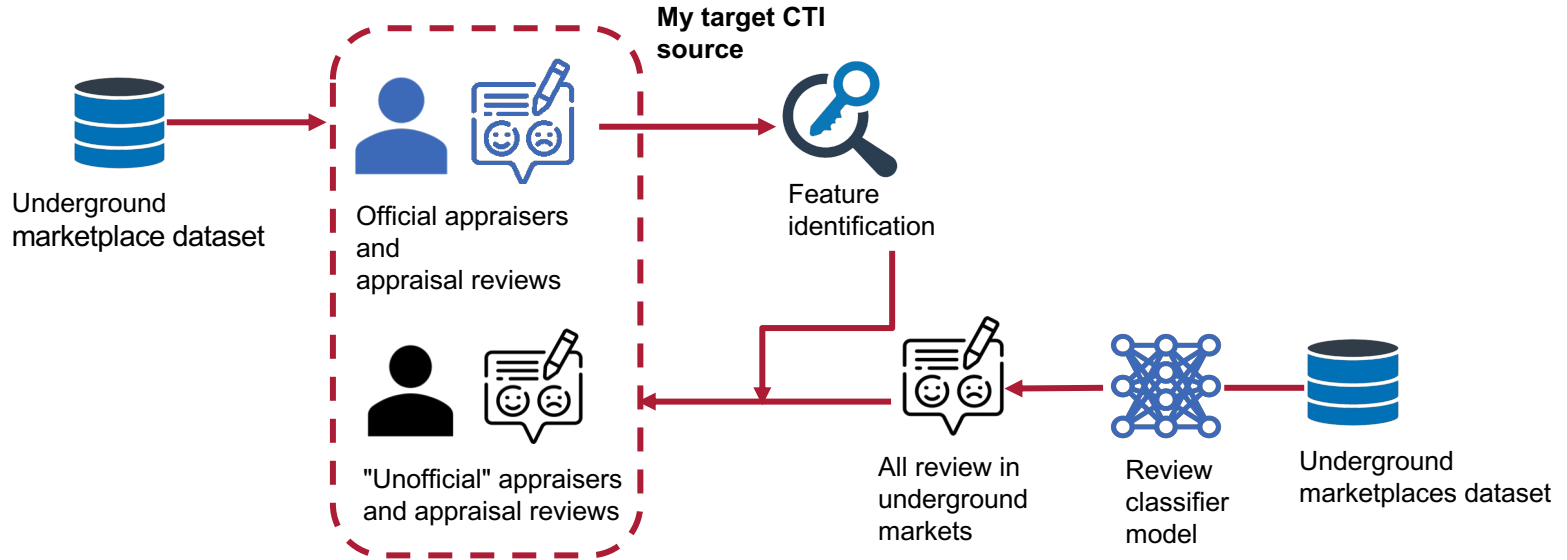 My target CTI
source
Underground
marketplace dataset
Official appraisers
and
appraisal reviews
Feature
identification
"Unofficial" appraisers
and appraisal reviews
All review in
underground
markets
Review
classifier
model
Underground
marketplaces dataset